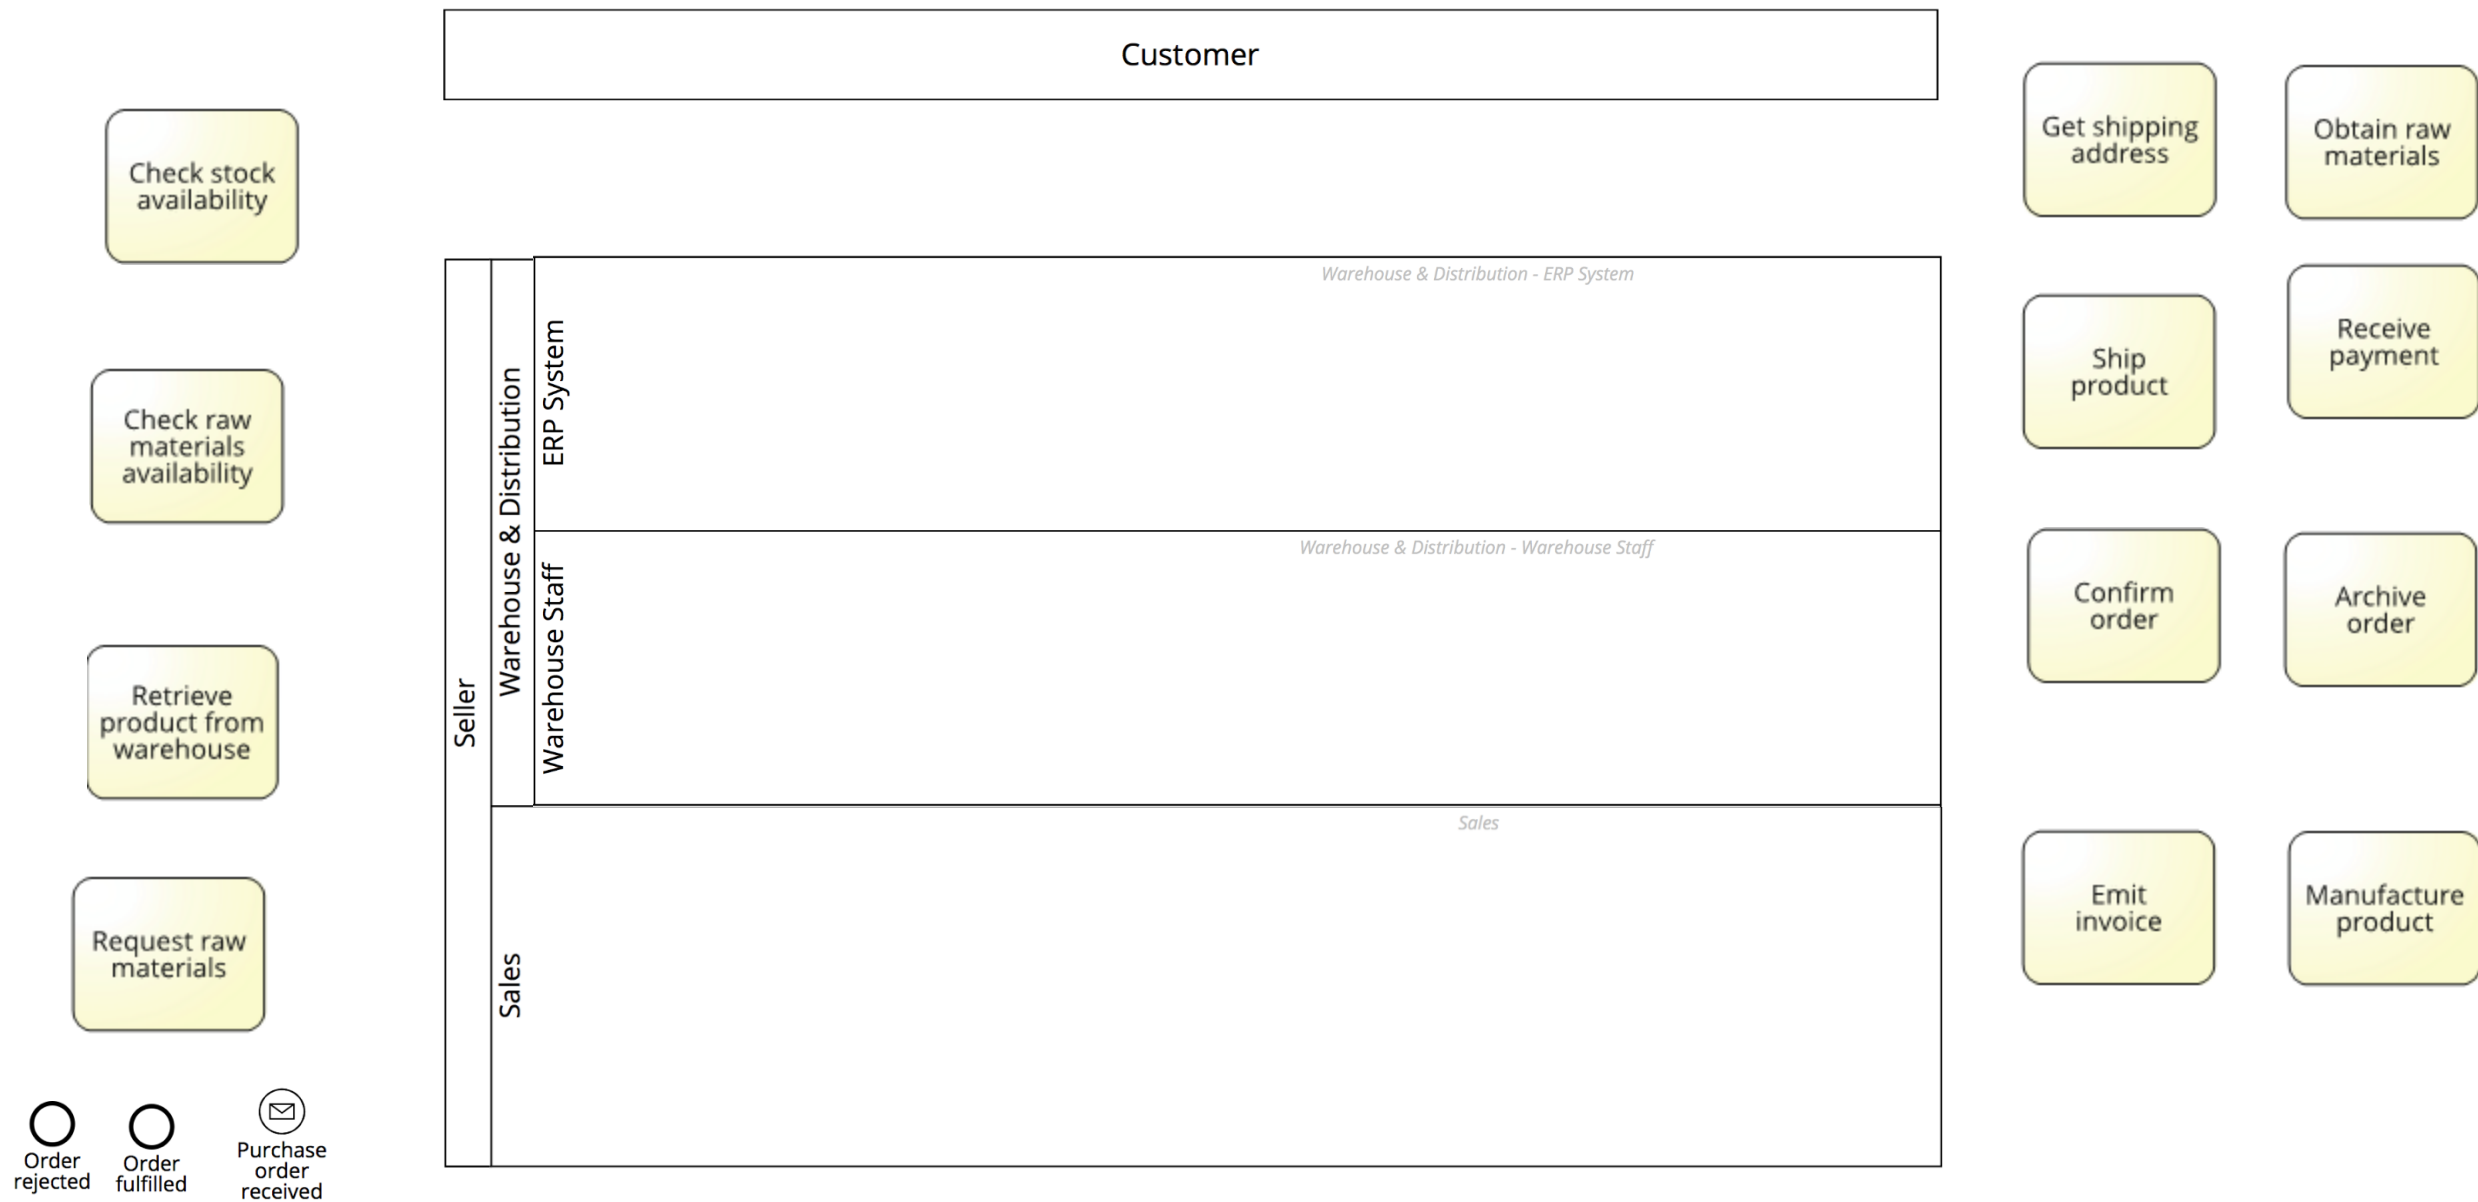 Customer
Check stock
availability
Check raw
materials
availability
Retrieve
product from
warehouse
Request raw
materials
Order
rejected
Order
fulfilled
Purchase
order
received
Seller
Warehouse & Distribution
ERP System
Warehouse Staff
Sales
Warehouse & Distribution - ERP System
Warehouse & Distribution - Warehouse Staff
Sales
Get shipping
address
Obtain raw
materials
Ship
product
Receive
payment
Confirm
order
Archive
order
Emit
invoice
Manufacture
product